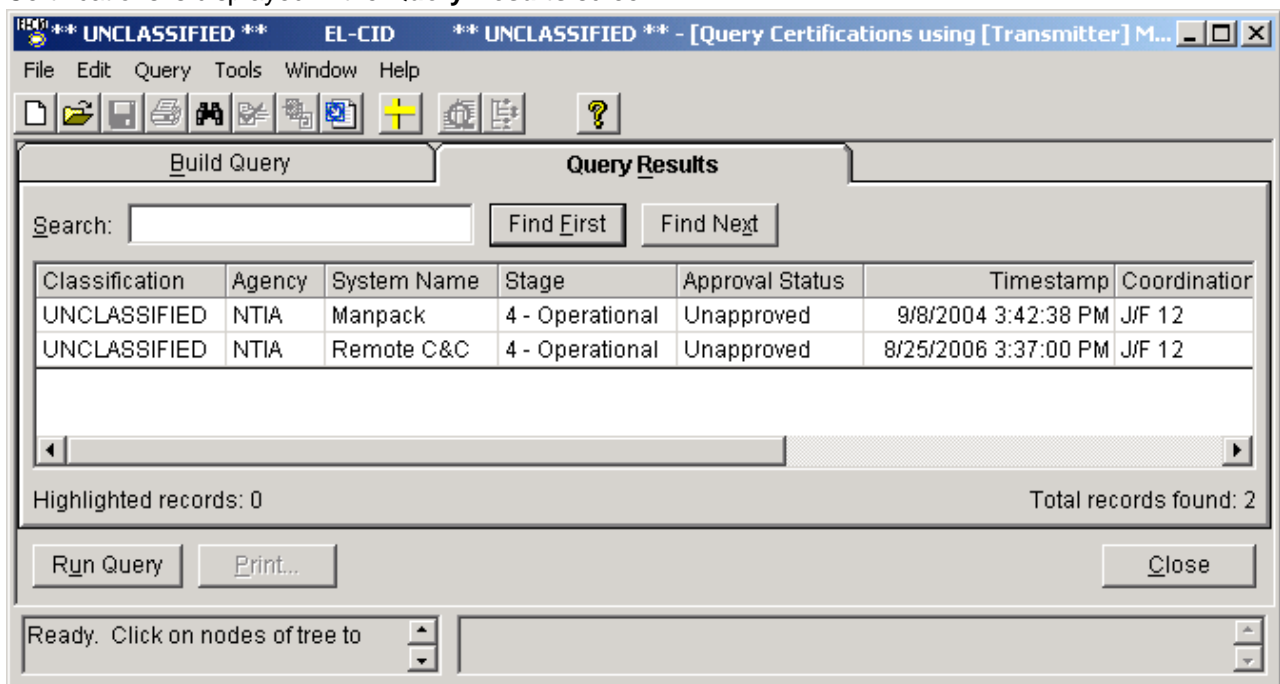 ** UNCLASSIFIED ** EL-CID ** UNCLASSIFIED ** - [Query Certifications using [Transmitter] M...
File Edit Query Tools Window Help
Build Query Query Results
Search: Find First Find Next
Classification Agency System Name Stage Approval Status Timestamp Coordination
UNCLASSIFIED NTIA Manpack 4 - Operational Unapproved 9/8/2004 3:42:38 PM J/F 12
UNCLASSIFIED NTIA Remote C&C 4 - Operational Unapproved 8/25/2006 3:37:00 PM J/F 12
Highlighted records: 0 Total records found: 2
Run Query Print... Close
Ready. Click on nodes of tree to